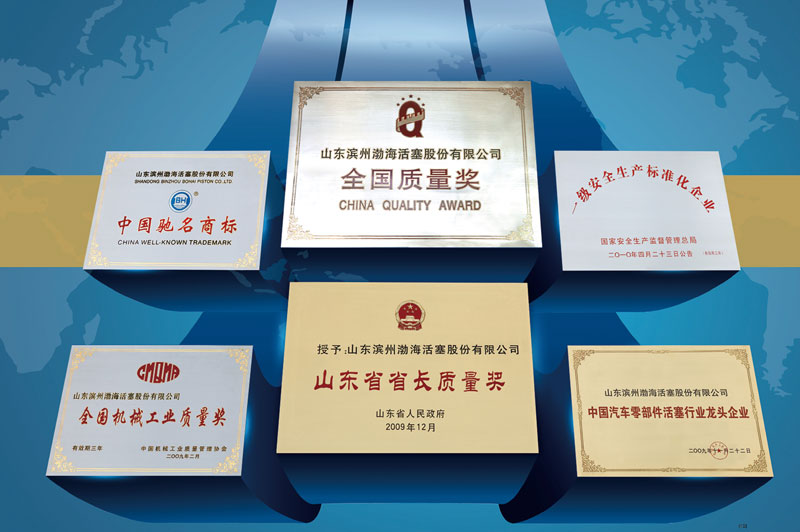 山东滨州渤海活塞股份有限公司
SHANDONG BINZHOU BOHAI PISTON CO.,LTD.
BH
®
中国驰名商标
CHINA WELL-KNOWN TRADEMARK
Q
山东滨州渤海活塞股份有限公司
全国质量奖
CHINA QUALITY AWARD
一级安全生产标准化企业
国家安全生产监督管理总局
二〇一〇年四月二十三日公告
CMQMA
山东滨州渤海活塞股份有限公司
全国机械工业质量奖
有效期三年
中国机械工业质量管理协会
二〇〇九年二月
授予:山东滨州渤海活塞股份有限公司
山东省省长质量奖
山东省人民政府
2009年12月
山东滨州渤海活塞股份有限公司
中国汽车零部件活塞行业龙头企业